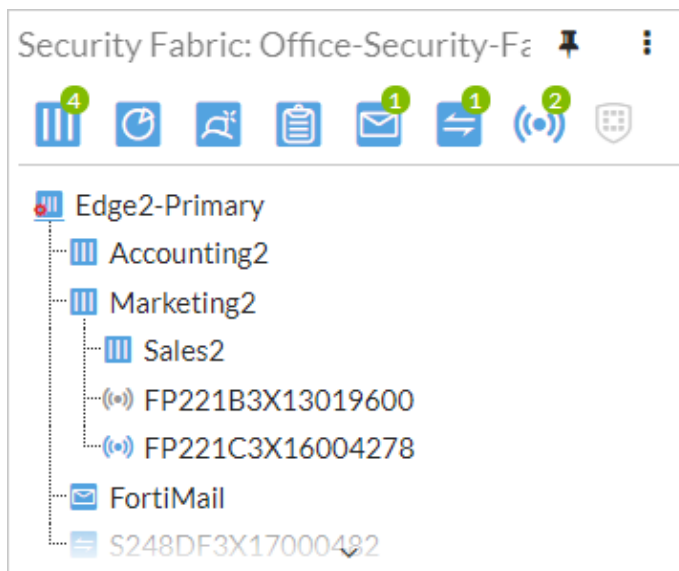 Security Fabric: Office-Security-Fa
4 1 1 2
Edge2-Primary
Accounting2
Marketing2
Sales2
FP221B3X13019600
FP221C3X16004278
FortiMail
S248DF3X17000482